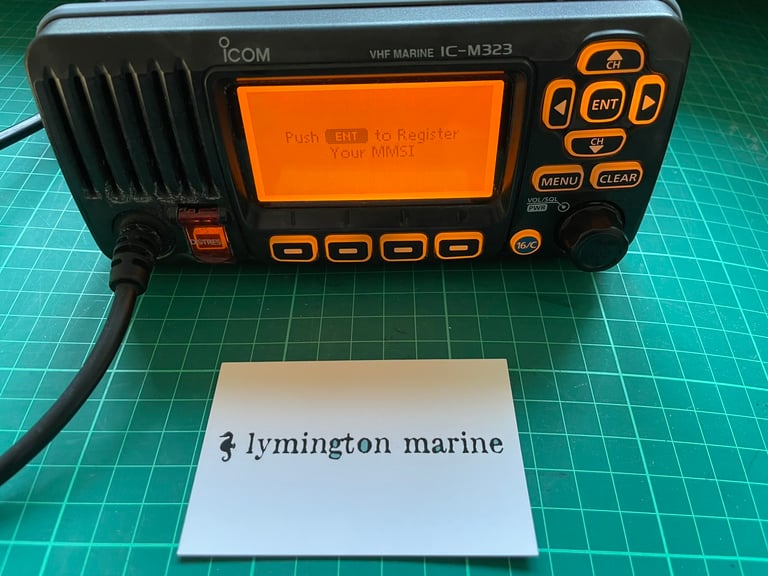 ICOM
VHF MARINE IC-M323
Push ENT to Register
Your MMSI
CH
ENT
CH
MENU
CLEAR
VOL/SQL
PWR
DISTRESS
16/C
lymington marine